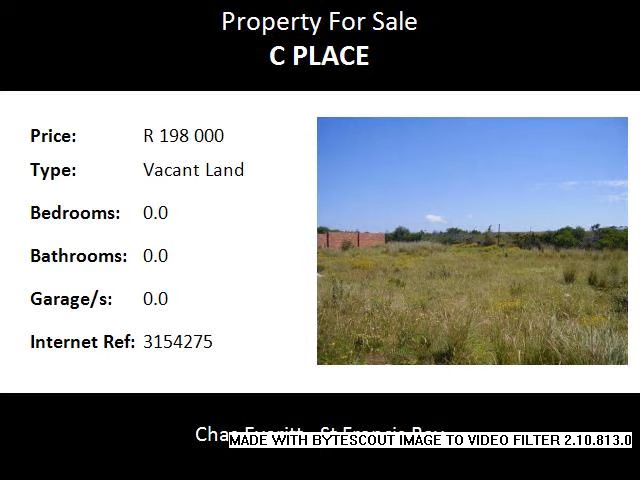 Property For Sale
C PLACE
Price: R 198 000
Type: Vacant Land
Bedrooms: 0.0
Bathrooms: 0.0
Garage/s: 0.0
Internet Ref: 3154275
MADE WITH BYTESCOUT IMAGE TO VIDEO FILTER 2.10.813.0